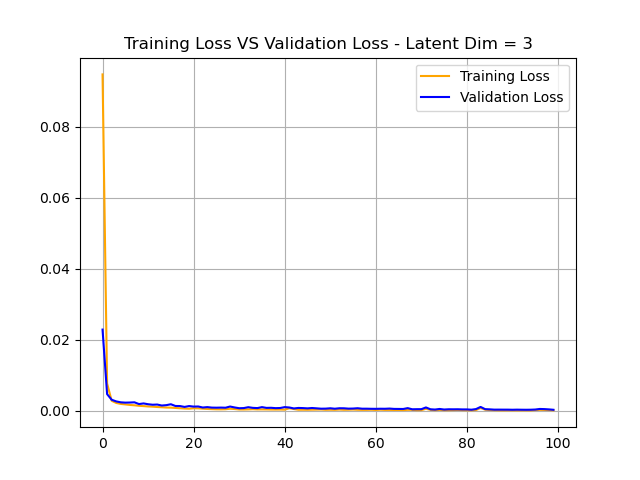 Training Loss VS Validation Loss - Latent Dim = 3
Training Loss
Validation Loss
0.08
0.06
0.04
0.02
0.00
0 20 40 60 80 100